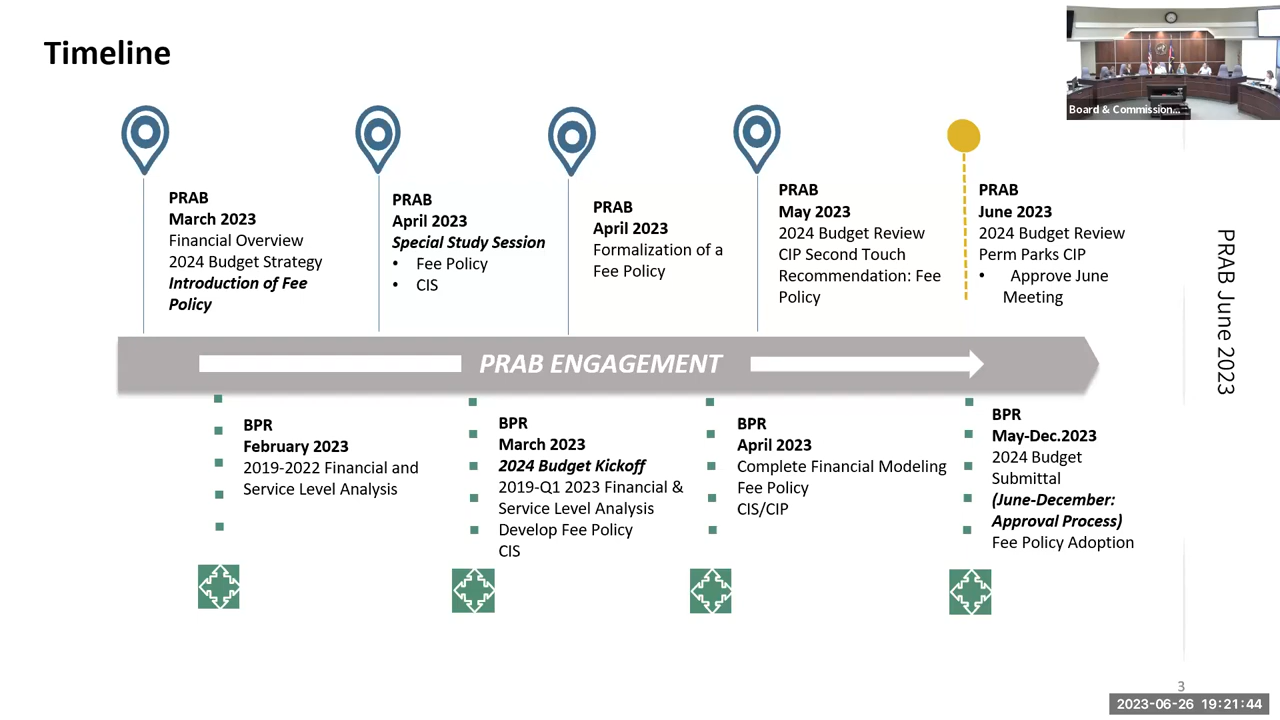 Timeline
Board & Commission...
PRAB
March 2023
Financial Overview
2024 Budget Strategy
Introduction of Fee
Policy
PRAB
April 2023
Special Study Session
• Fee Policy
• CIS
PRAB
April 2023
Formalization of a
Fee Policy
PRAB
May 2023
2024 Budget Review
CIP Second Touch
Recommendation: Fee
Policy
PRAB
June 2023
2024 Budget Review
Perm Parks CIP
• Approve June
Meeting
PRAB June 2023
PRAB ENGAGEMENT
BPR
February 2023
2019-2022 Financial and
Service Level Analysis
BPR
March 2023
2024 Budget Kickoff
2019-Q1 2023 Financial &
Service Level Analysis
Develop Fee Policy
CIS
BPR
April 2023
Complete Financial Modeling
Fee Policy
CIS/CIP
BPR
May-Dec.2023
2024 Budget
Submittal
(June-December:
Approval Process)
Fee Policy Adoption
3
2023-06-26 19:21:44